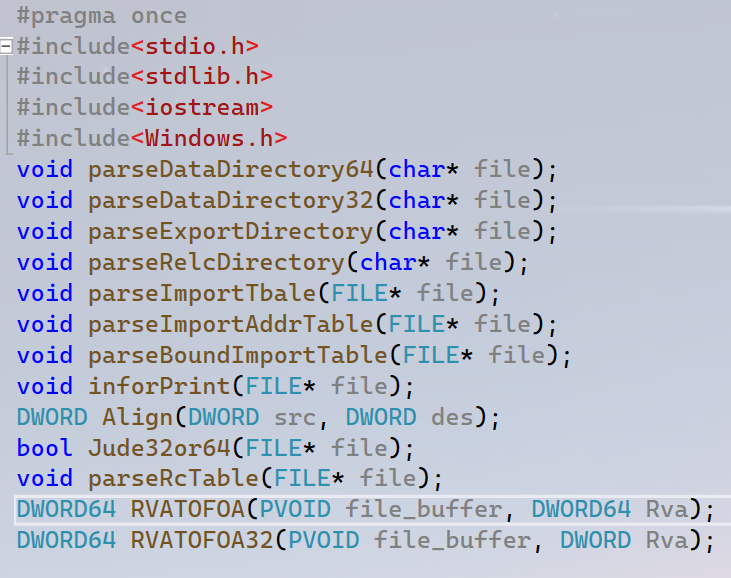 #pragma once
#include<stdio.h>
#include<stdlib.h>
#include<iostream>
#include<Windows.h>
void parseDataDirectory64(char* file);
void parseDataDirectory32(char* file);
void parseExportDirectory(char* file);
void parseRelcDirectory(char* file);
void parseImportTbale(FILE* file);
void parseImportAddrTable(FILE* file);
void parseBoundImportTable(FILE* file);
void inforPrint(FILE* file);
DWORD Align(DWORD src, DWORD des);
bool Jude32or64(FILE* file);
void parseRcTable(FILE* file);
DWORD64 RVATOFOA(PVOID file_buffer, DWORD64 Rva);
DWORD64 RVATOFOA32(PVOID file_buffer, DWORD Rva);